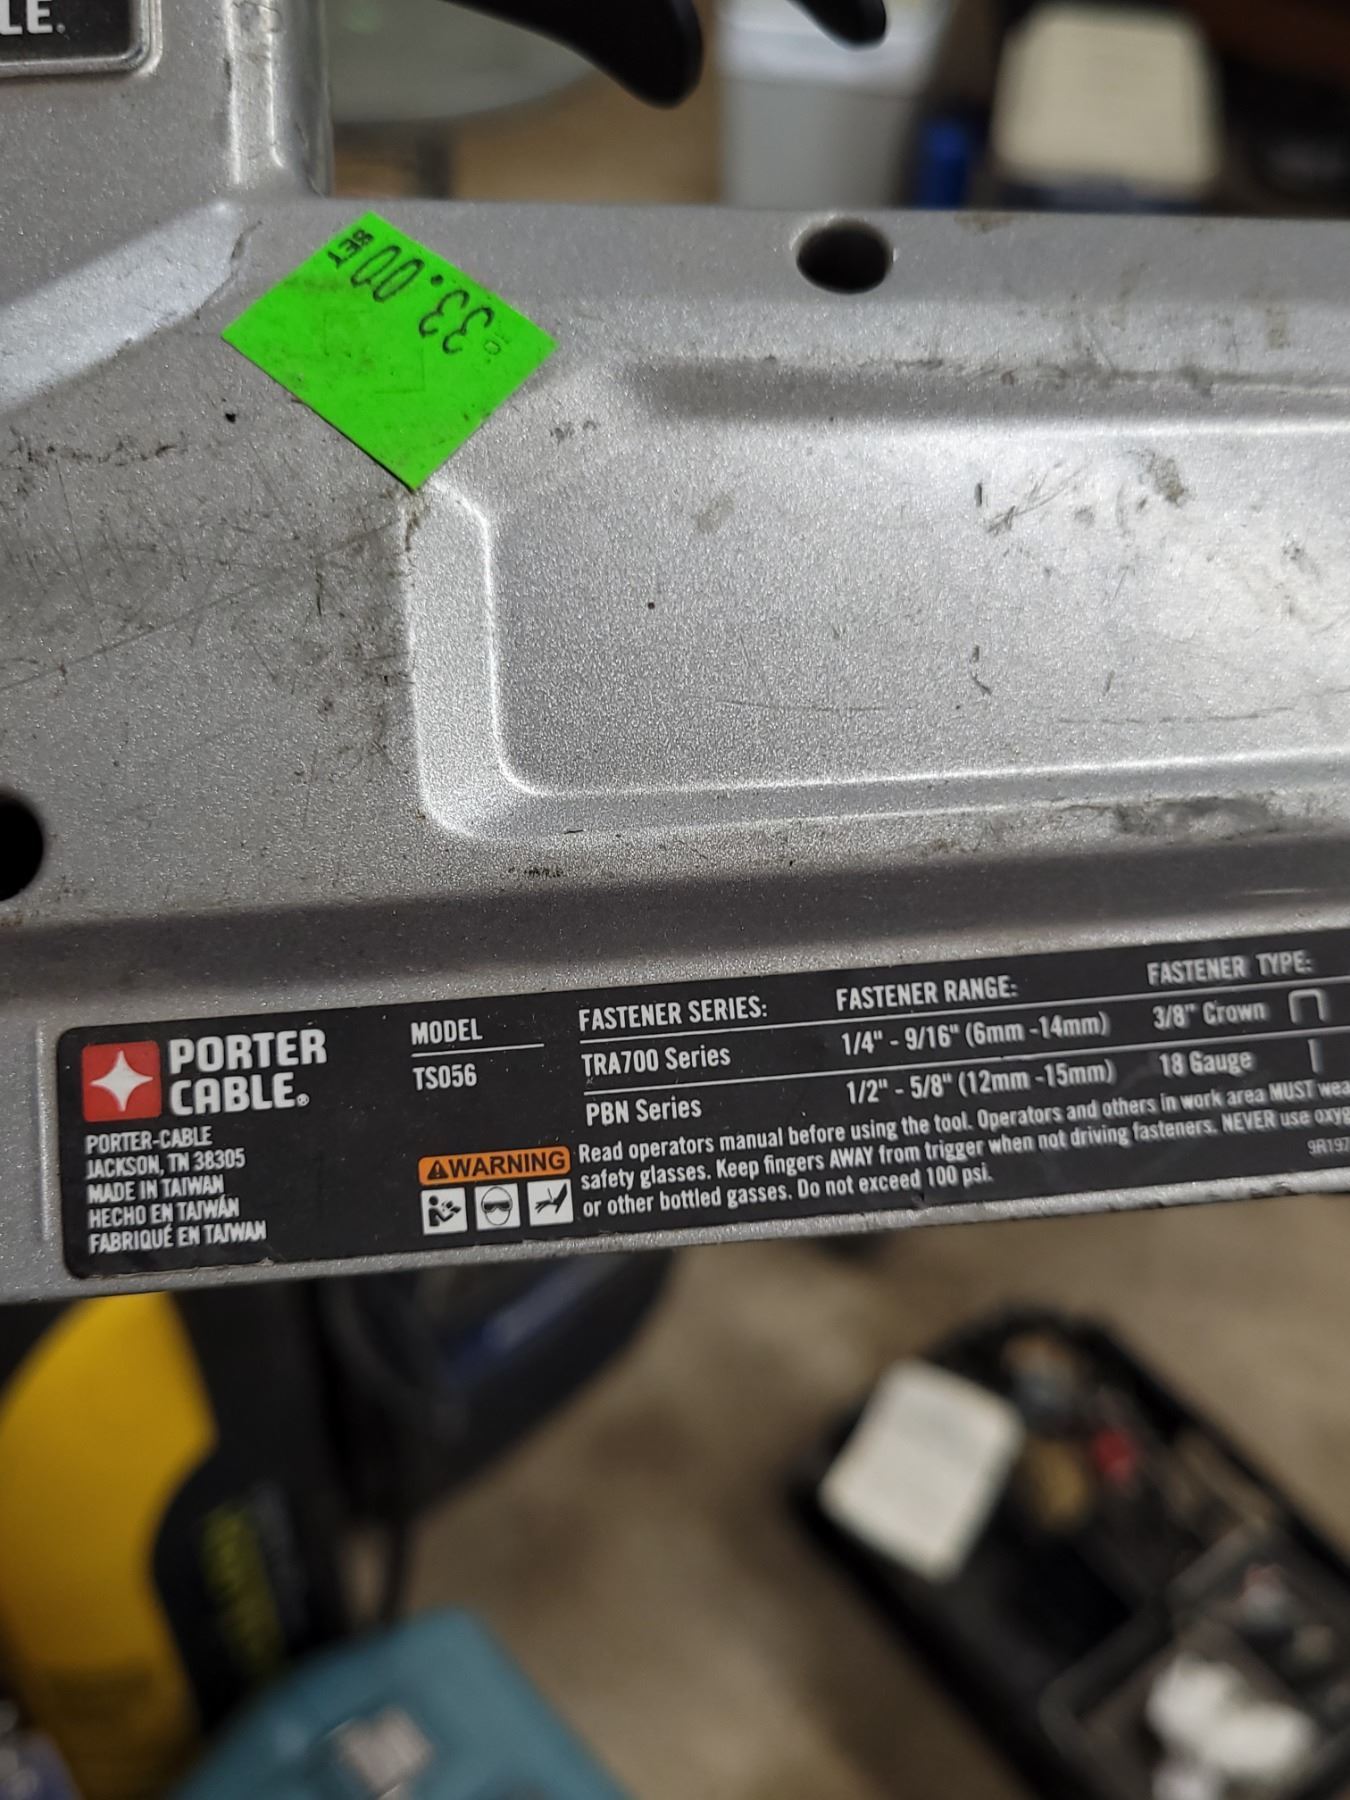 LE.
33.00
SET
PORTER
CABLE®
PORTER-CABLE
JACKSON, TN 38305
MADE IN TAIWAN
HECHO EN TAIWÁN
FABRIQUÉ EN TAIWAN
MODEL
TS056
FASTENER SERIES: FASTENER RANGE: FASTENER TYPE:
TRA700 Series 1/4" - 9/16" (6mm -14mm) 3/8" Crown
PBN Series 1/2" - 5/8" (12mm -15mm) 18 Gauge
WARNING
Read operators manual before using the tool. Operators and others in work area MUST wea
safety glasses. Keep fingers AWAY from trigger when not driving fasteners. NEVER use oxyg
or other bottled gasses. Do not exceed 100 psi.
9R197